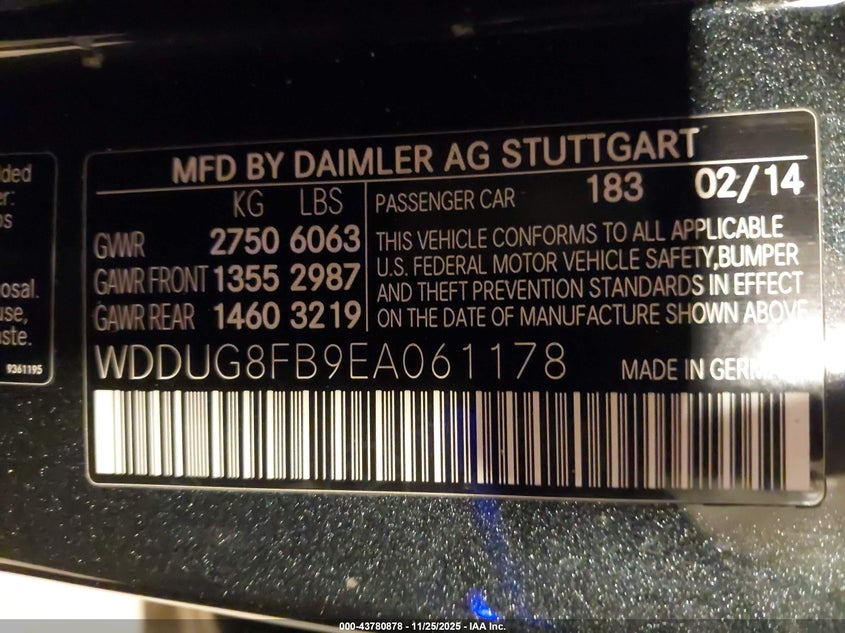 MFD BY DAIMLER AG STUTTGART
KG LBS
GVWR 2750 6063
GAWR FRONT 1355 2987
GAWR REAR 1460 3219
PASSENGER CAR 183 02/14
THIS VEHICLE CONFORMS TO ALL APPLICABLE
U.S. FEDERAL MOTOR VEHICLE SAFETY,BUMPER
AND THEFT PREVENTION STANDARDS IN EFFECT
ON THE DATE OF MANUFACTURE SHOWN ABOVE
WDDUG8FB9EA061178
MADE IN
9361195
000-43780878 - 11/25/2025 - IAA Inc.